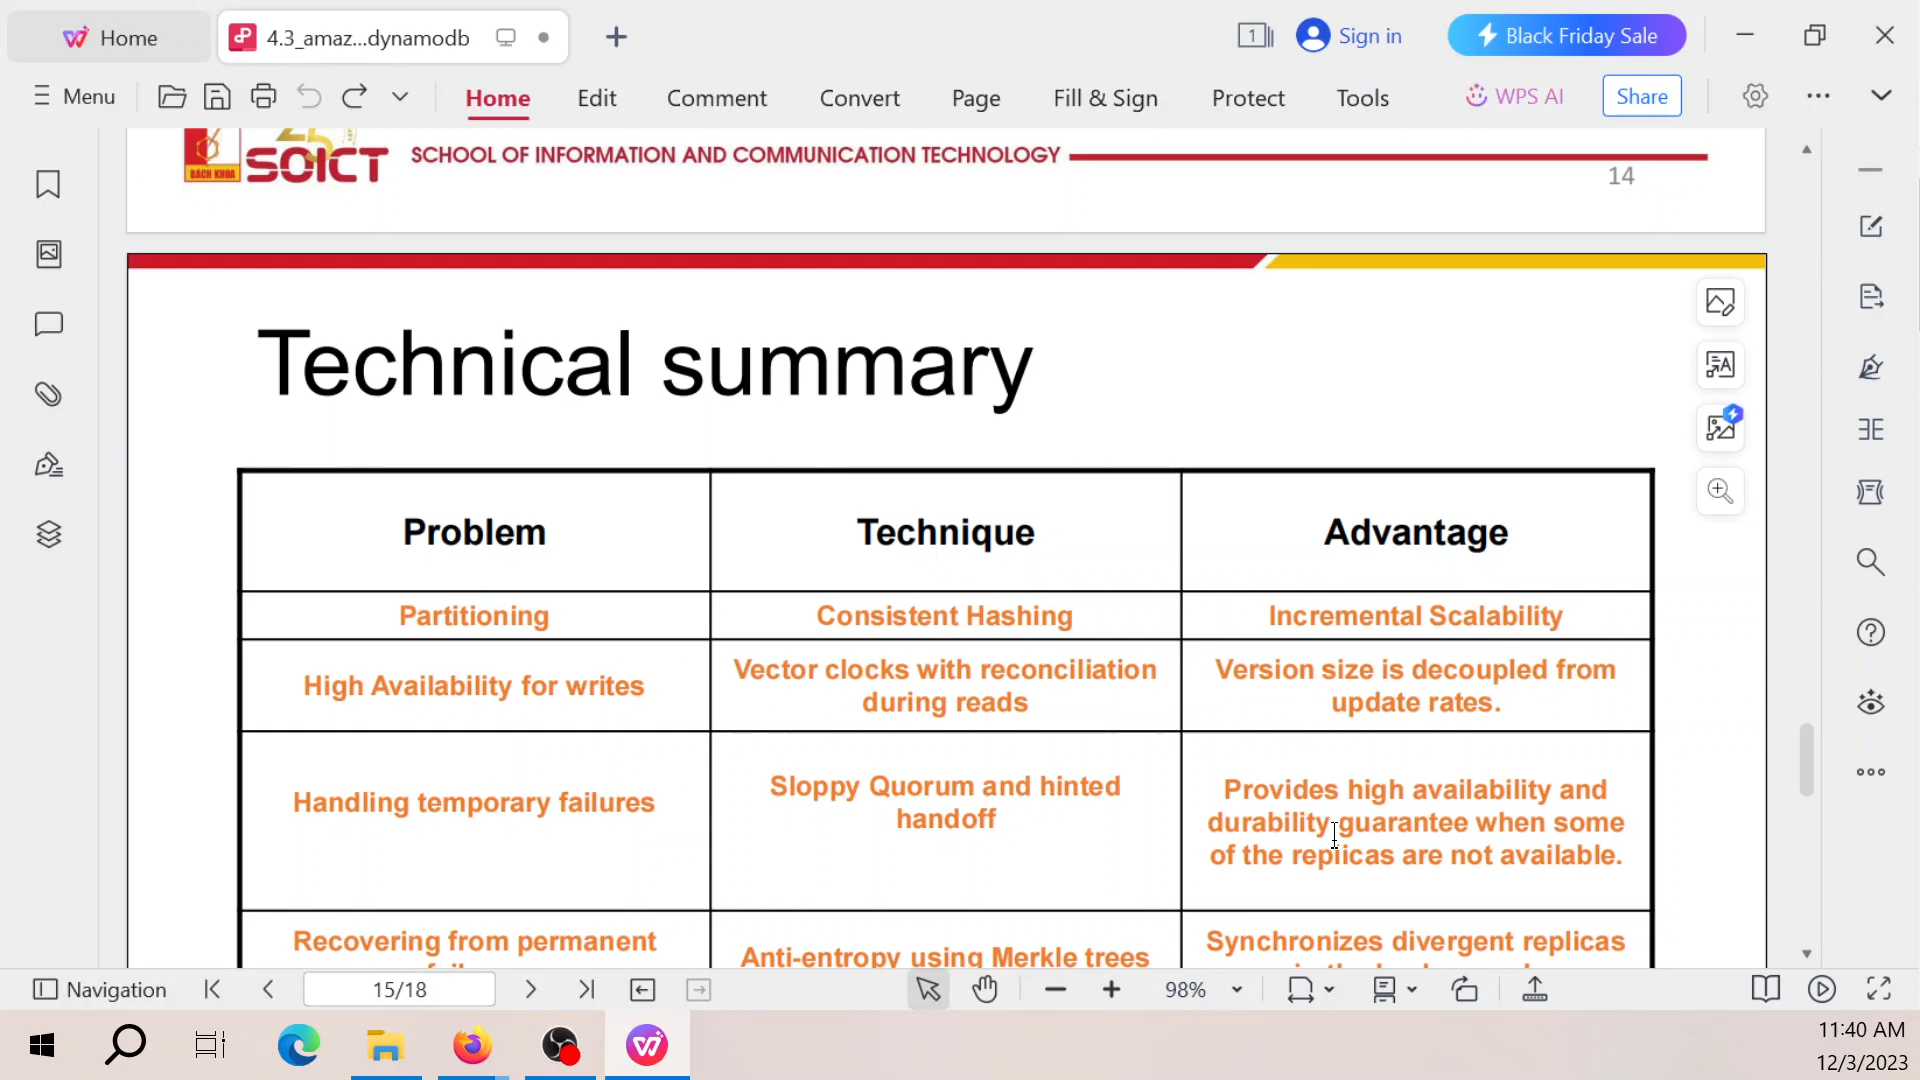 Home
4.3_amaz...dynamodb
1
Sign in
Black Friday Sale
Menu
Home
Edit
Comment
Convert
Page
Fill & Sign
Protect
Tools
WPS AI
Share
BÁCH KHOA
SOICT
SCHOOL OF INFORMATION AND COMMUNICATION TECHNOLOGY
14
Technical summary
Problem
Technique
Advantage
Partitioning
Consistent Hashing
Incremental Scalability
High Availability for writes
Vector clocks with reconciliation
during reads
Version size is decoupled from
update rates.
Handling temporary failures
Sloppy Quorum and hinted
handoff
Provides high availability and
durability guarantee when some
of the replicas are not available.
Recovering from permanent
Anti-entropy using Merkle trees
Synchronizes divergent replicas
Navigation
15/18
98%
11:40 AM
12/3/2023